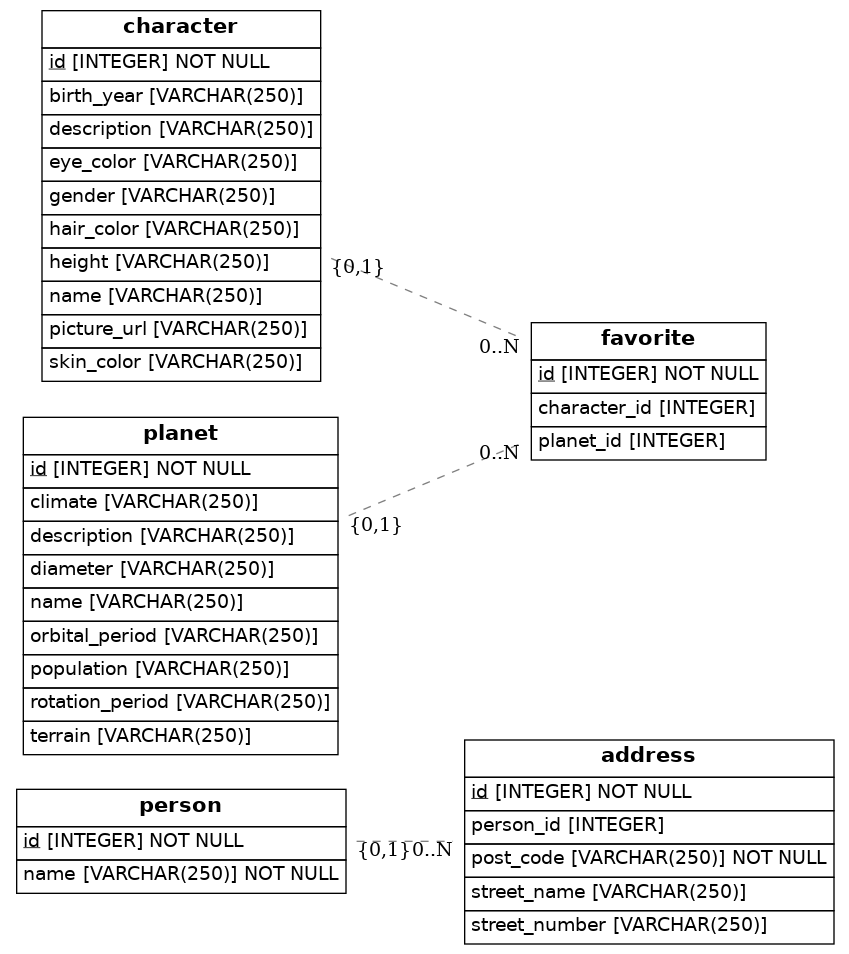 character
id [INTEGER] NOT NULL
birth_year [VARCHAR(250)]
description [VARCHAR(250)]
eye_color [VARCHAR(250)]
gender [VARCHAR(250)]
hair_color [VARCHAR(250)]
height [VARCHAR(250)]
name [VARCHAR(250)]
picture_url [VARCHAR(250)]
skin_color [VARCHAR(250)]
{0,1}
0..N
favorite
id [INTEGER] NOT NULL
character_id [INTEGER]
planet_id [INTEGER]
planet
id [INTEGER] NOT NULL
climate [VARCHAR(250)]
description [VARCHAR(250)]
diameter [VARCHAR(250)]
name [VARCHAR(250)]
orbital_period [VARCHAR(250)]
population [VARCHAR(250)]
rotation_period [VARCHAR(250)]
terrain [VARCHAR(250)]
0..N
{0,1}
person
id [INTEGER] NOT NULL
name [VARCHAR(250)] NOT NULL
{0,1}0..N
address
id [INTEGER] NOT NULL
person_id [INTEGER]
post_code [VARCHAR(250)] NOT NULL
street_name [VARCHAR(250)]
street_number [VARCHAR(250)]